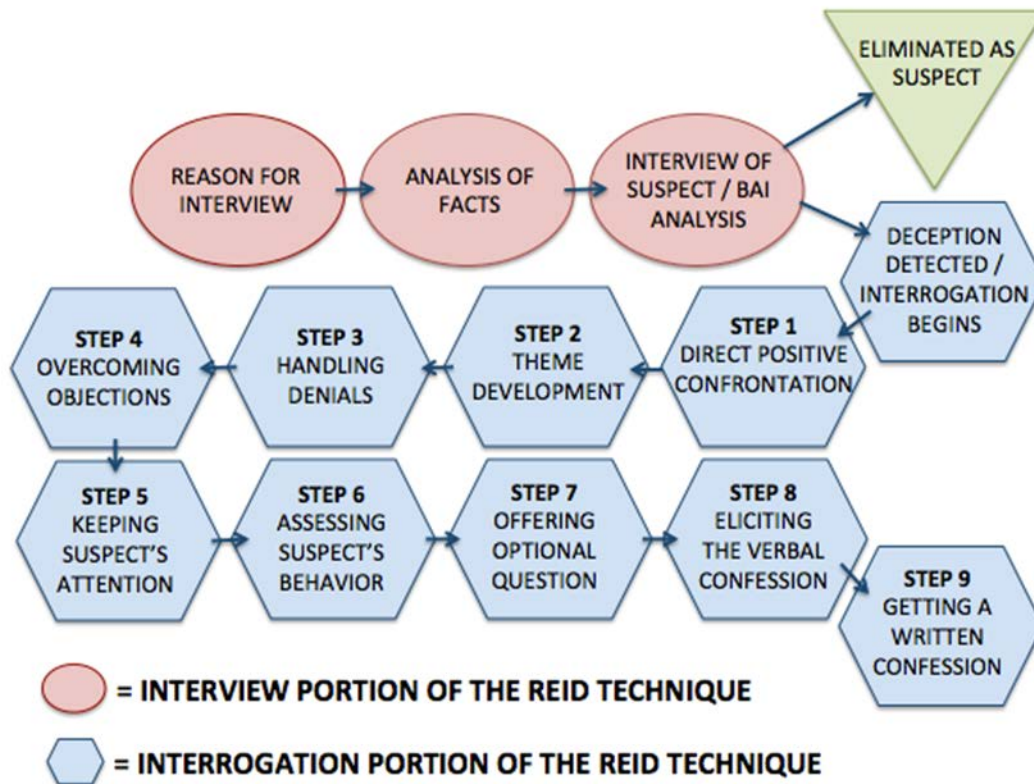 REASON FOR
INTERVIEW
ANALYSIS OF
FACTS
INTERVIEW OF
SUSPECT / BAI
ANALYSIS
ELIMINATED AS
SUSPECT
DECEPTION
DETECTED /
INTERROGATION
BEGINS
STEP 1
DIRECT POSITIVE
CONFRONTATION
STEP 2
THEME
DEVELOPMENT
STEP 3
HANDLING
DENIALS
STEP 4
OVERCOMING
OBJECTIONS
STEP 5
KEEPING
SUSPECT'S
ATTENTION
STEP 6
ASSESSING
SUSPECT'S
BEHAVIOR
STEP 7
OFFERING
OPTIONAL
QUESTION
STEP 8
ELICITING
THE VERBAL
CONFESSION
STEP 9
GETTING A
WRITTEN
CONFESSION
= INTERVIEW PORTION OF THE REID TECHNIQUE
= INTERROGATION PORTION OF THE REID TECHNIQUE